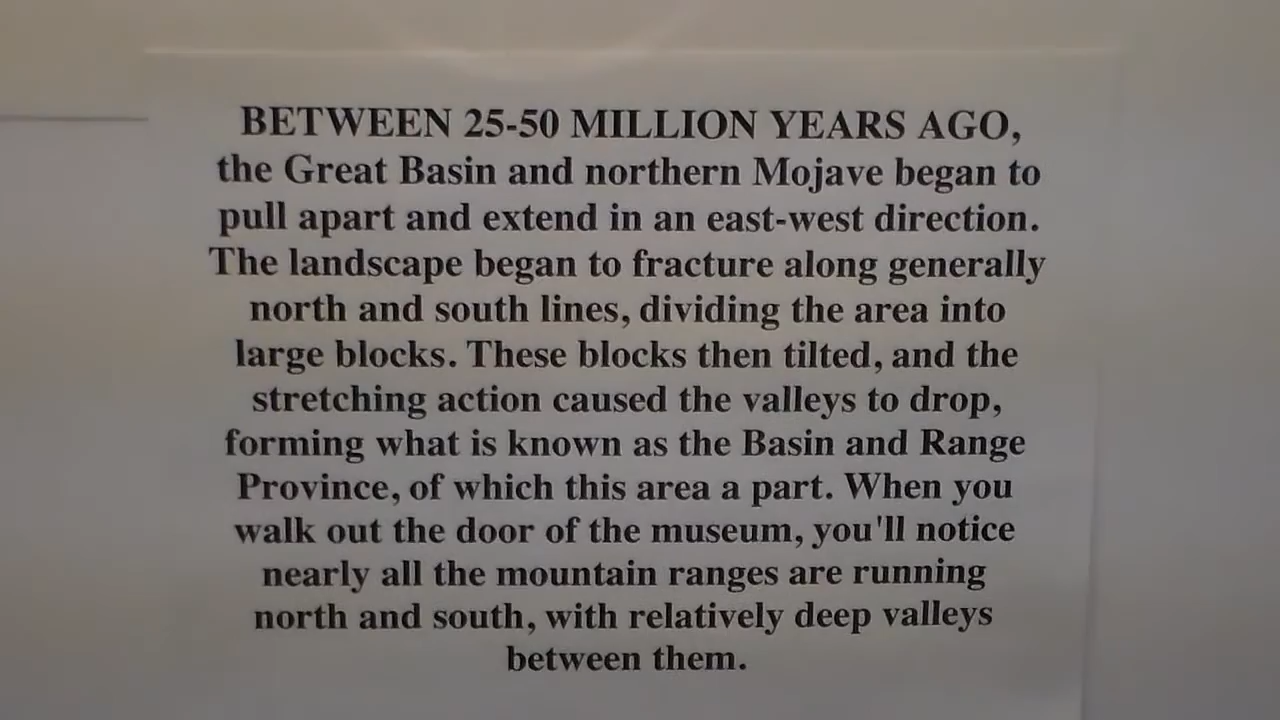 BETWEEN 25-50 MILLION YEARS AGO,
the Great Basin and northern Mojave began to
pull apart and extend in an east-west direction.
The landscape began to fracture along generally
north and south lines, dividing the area into
large blocks. These blocks then tilted, and the
stretching action caused the valleys to drop,
forming what is known as the Basin and Range
Province, of which this area a part. When you
walk out the door of the museum, you'll notice
nearly all the mountain ranges are running
north and south, with relatively deep valleys
between them.